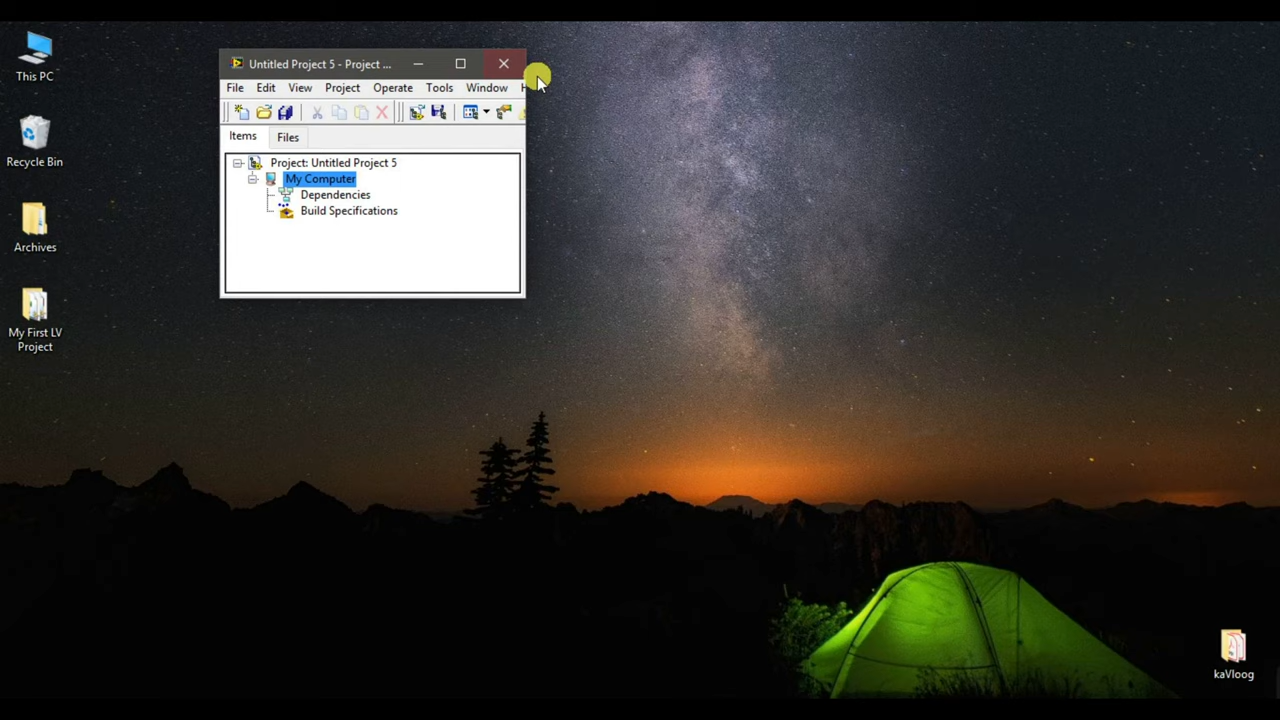 This PC
Recycle Bin
Archives
My First LV
Project
Untitled Project 5 - Project ...
File Edit View Project Operate Tools Window
Items Files
Project: Untitled Project 5
My Computer
Dependencies
Build Specifications
kaVloog